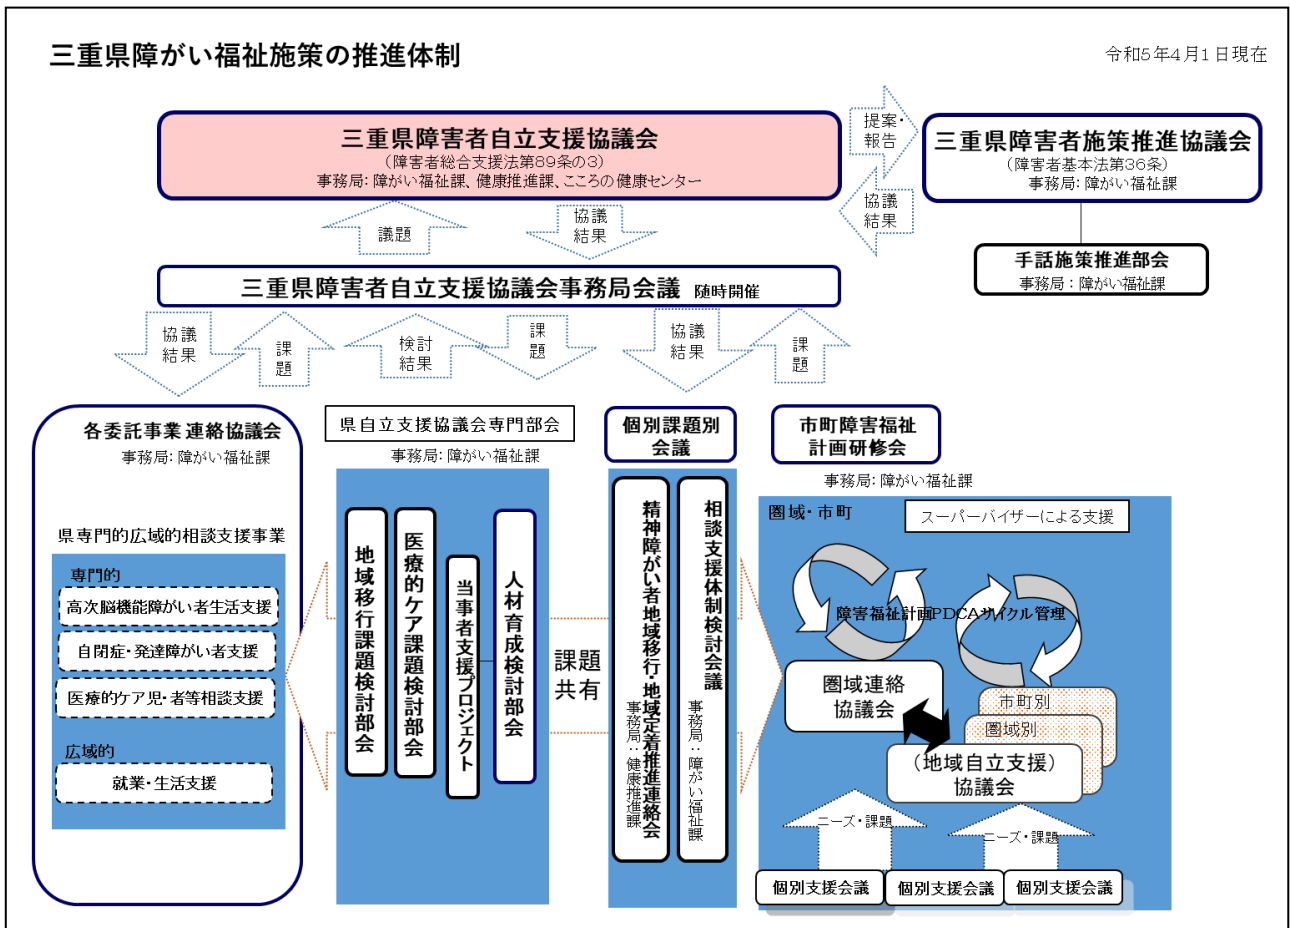 三重県障がい福祉施策の推進体制
令和5年4月1日現在
三重県障害者自立支援協議会
(障害者総合支援法第89条の3)
事務局：障がい福祉課、健康推進課、こころの健康センター
提案・
報告
協議
結果
三重県障害者施策推進協議会
(障害者基本法第36条)
事務局：障がい福祉課
手話施策推進部会
事務局：障がい福祉課
議題
協議
結果
三重県障害者自立支援協議会事務局会議 随時開催
協議
結果
課
題
検討
結果
課
題
協議
結果
課
題
各委託事業連絡協議会
事務局：障がい福祉課
県専門的広域的相談支援事業
専門的
高次脳機能障がい者生活支援
自閉症・発達障がい者支援
医療的ケア児・者等相談支援
広域的
就業・生活支援
県自立支援協議会専門部会
事務局：障がい福祉課
地域移行課題検討部会
医療的ケア課題検討部会
当事者支援プロジェクト
人材育成検討部会
課題
共有
個別課題別
会議
精神障がい者地域移行・地域定着推進連絡会
事務局：健康推進課
相談支援体制検討会議
事務局：障がい福祉課
市町障害福祉
計画研修会
事務局：障がい福祉課
圏域・市町
スーパーバイザーによる支援
障害福祉計画PDCAサイクル管理
圏域連絡
協議会
市町別
圏域別
(地域自立支援)
協議会
ニーズ・課題
ニーズ・課題
個別支援会議
個別支援会議
個別支援会議